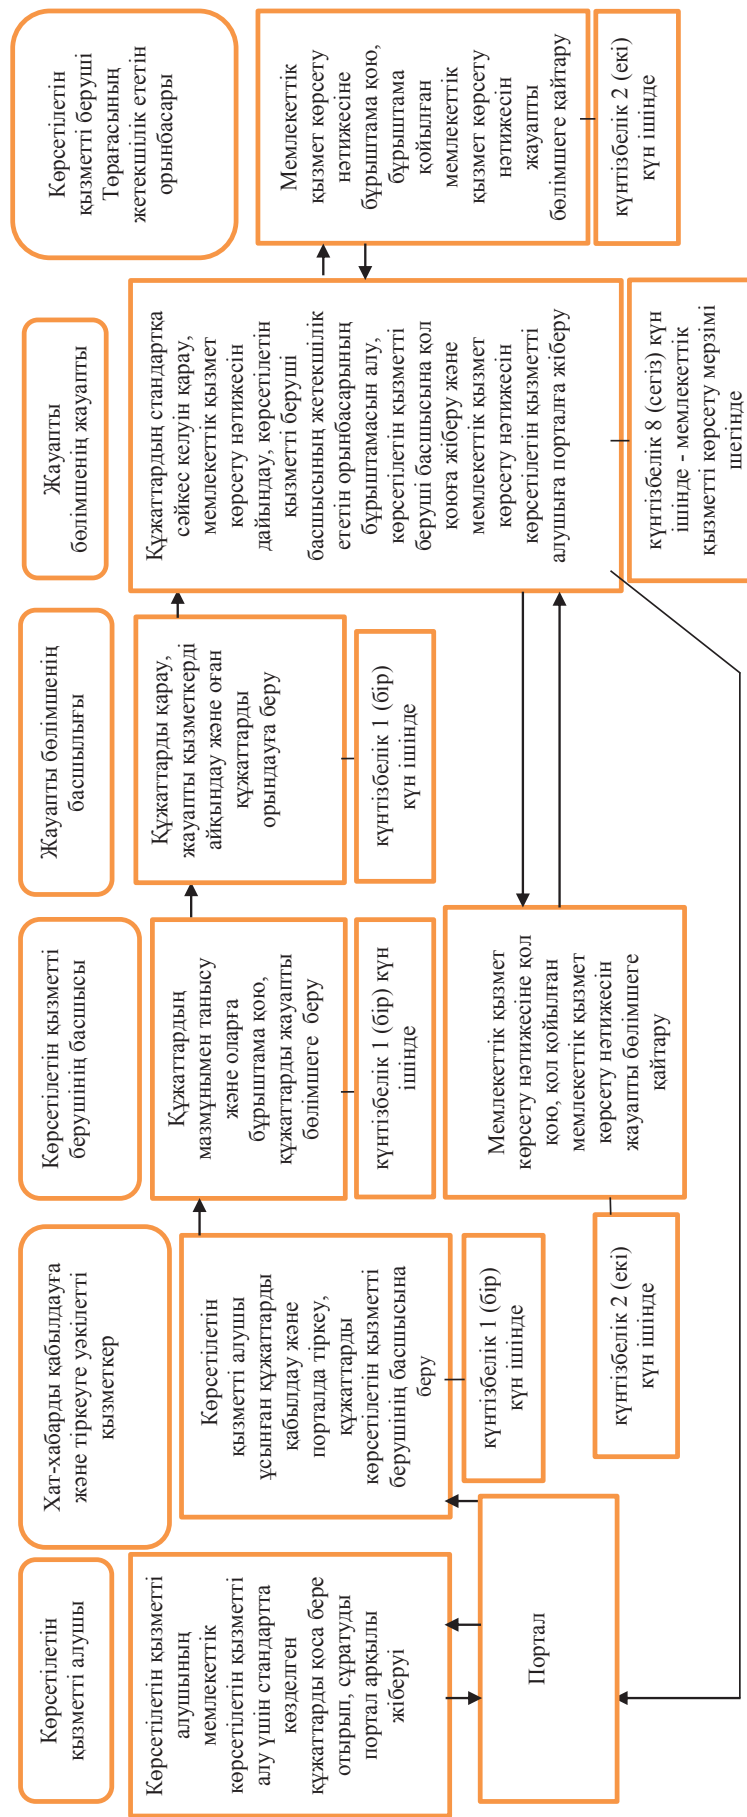 Көрсетілетін
қызметті алушы
Хат-хабарды қабылдауға
және тіркеуге уәкілетті
қызметкер
Көрсетілетін қызметті
берушінің басшысы
Жауапты бөлімшенің
басшылығы
Жауапты
бөлімшенің жауапты
Көрсетілетін
қызметті беруші
Төрағасының
жетекшілік ететін
орынбасары
Көрсетілетін қызметті
алушының
мемлекеттік
көрсетілетін қызметті
алу үшін стандартта
көзделген
құжаттарды қоса бере
отырып, сұратуды
портал арқылы
жіберуі
Көрсетілетін
қызметті алушы
ұсынған құжаттарды
қабылдау және
порталда тіркеу,
құжаттарды
көрсетілетін қызметті
берушінің басшысына
беру
Құжаттардың
мазмұнымен танысу
және оларға
бұрыштама қою,
құжаттарды жауапты
бөлімшеге беру
Құжаттарды қарау,
жауапты қызметкерді
айқындау және оған
құжаттарды
орындауға беру
Құжаттардың стандартқа
сәйкес келуін қарау,
мемлекеттік қызмет
көрсету нәтижесін
дайындау, көрсетілетін
қызметті беруші
басшысының жетекшілік
ететін орынбасарының
бұрыштамасын алу,
көрсетілетін қызметті
беруші басшысына қол
қоюға жіберу және
мемлекеттік қызмет
көрсету нәтижесін
көрсетілетін қызметті
алушыға порталға жіберу
Мемлекеттік
қызмет көрсету
нәтижесіне
бұрыштама қою,
бұрыштама
қойылған
мемлекеттік
қызмет көрсету
нәтижесін
жауапты
бөлімшеге қайтару
күнтізбелік 1 (бір)
күн ішінде
күнтізбелік 1 (бір) күн
ішінде
күнтізбелік 1 (бір)
күн ішінде
күнтізбелік 8 (сегіз) күн
ішінде - мемлекеттік
қызметті көрсету мерзімі
шегінде
күнтізбелік 2 (екі)
күн ішінде
Портал
Мемлекеттік қызмет
көрсету нәтижесіне қол
қою, қол қойылған
мемлекеттік қызмет
көрсету нәтижесін
жауапты бөлімшеге
қайтару
күнтізбелік 2 (екі)
күн ішінде